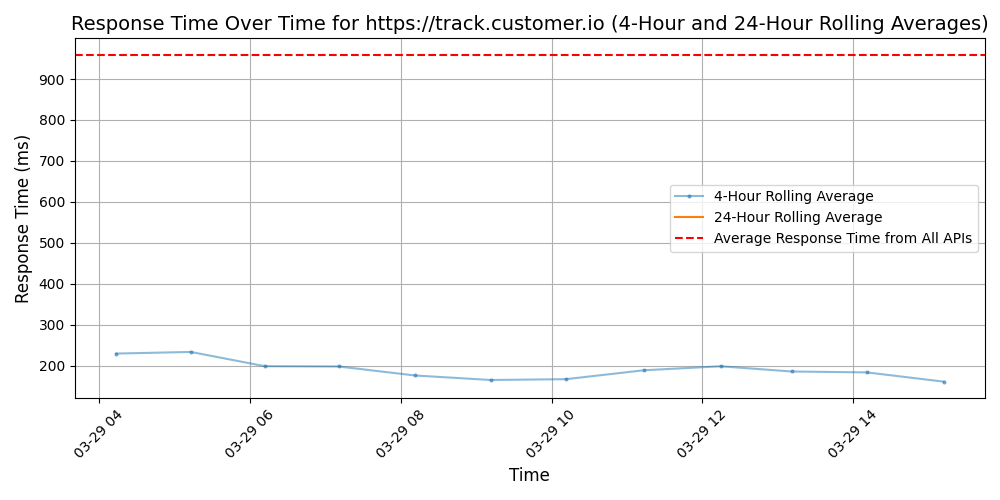 Response Time Over Time for https://track.customer.io (4-Hour and 24-Hour Rolling Averages)
Response Time (ms)
900
800
700
600
500
400
300
200
4-Hour Rolling Average
24-Hour Rolling Average
Average Response Time from All APIs
03-29 04
03-29 06
03-29 08
03-29 10
03-29 12
03-29 14
Time